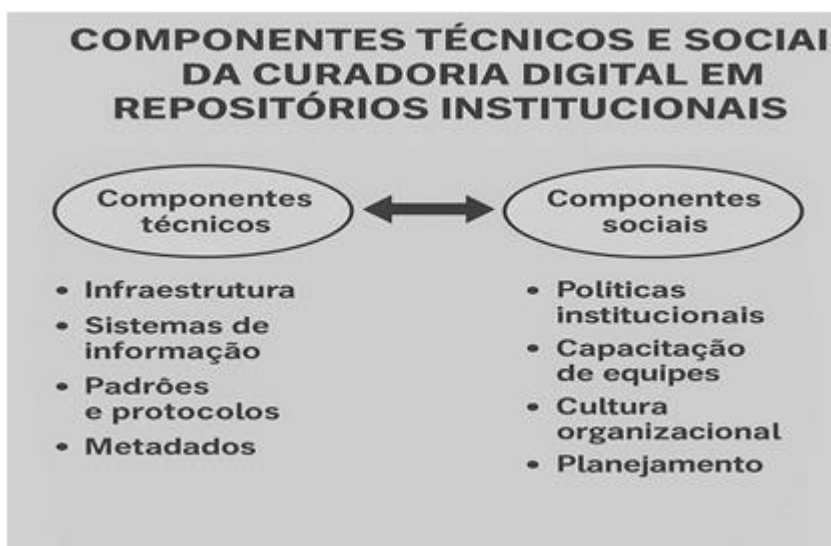 COMPONENTES TÉCNICOS E SOCIAI
DA CURADORIA DIGITAL EM
REPOSITÓRIOS INSTITUCIONAIS
Componentes
técnicos
• Infraestrutura
• Sistemas de
informação
• Padrões
e protocolos
• Metadados
Componentes
sociais
• Políticas
institucionais
• Capacitação
de equipes
• Cultura
organizacional
• Planejamento